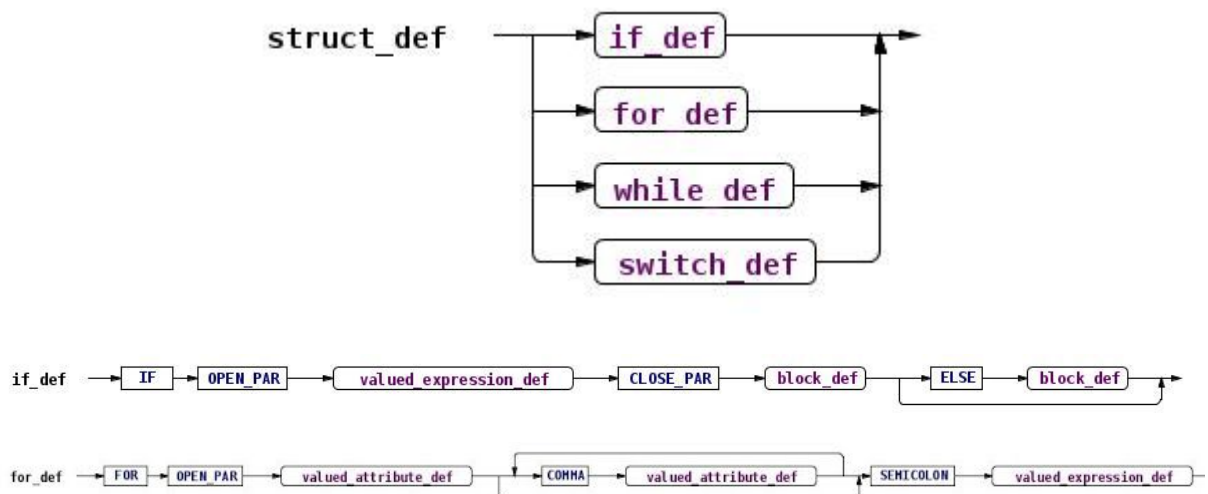 struct_def if_def
for def
while def
switch_def
if_def IF OPEN_PAR valued_expression_def CLOSE_PAR block_def ELSE block_def
for_def FOR OPEN_PAR valued_attribute_def COMMA valued_attribute_def SEMICOLON valued_expression_def